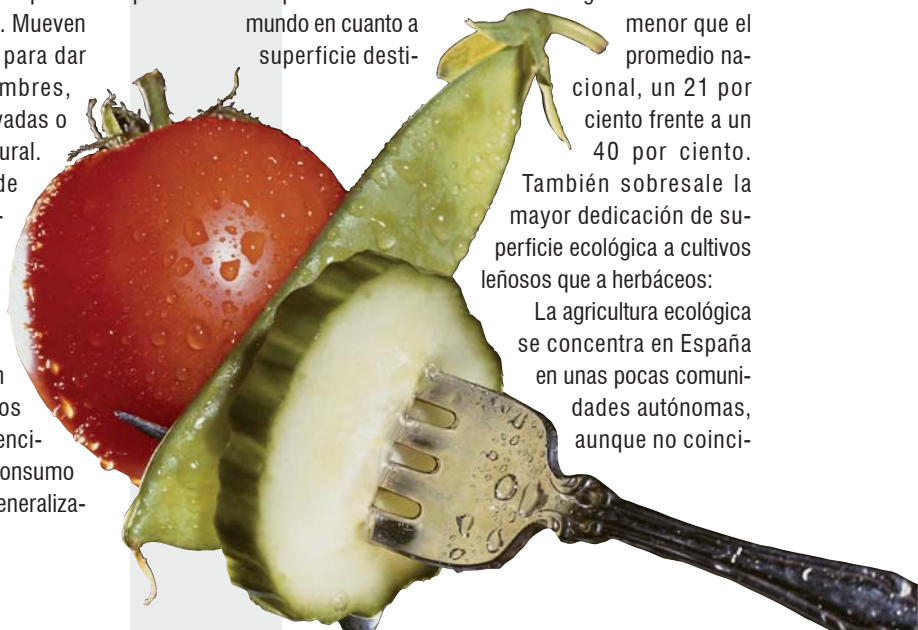 . Mueven
para dar
mbres,
vadas o
ural.
de
-
os
enci-
onsumo
eneraliza-
mundo en cuanto a
superficie desti-
menor que el
promedio na-
cional, un 21 por
ciento frente a un
40 por ciento.
También sobresale la
mayor dedicación de su-
perficie ecológica a cultivos
leñosos que a herbáceos:
La agricultura ecológica
se concentra en España
en unas pocas comuni-
dades autónomas,
aunque no coinci-